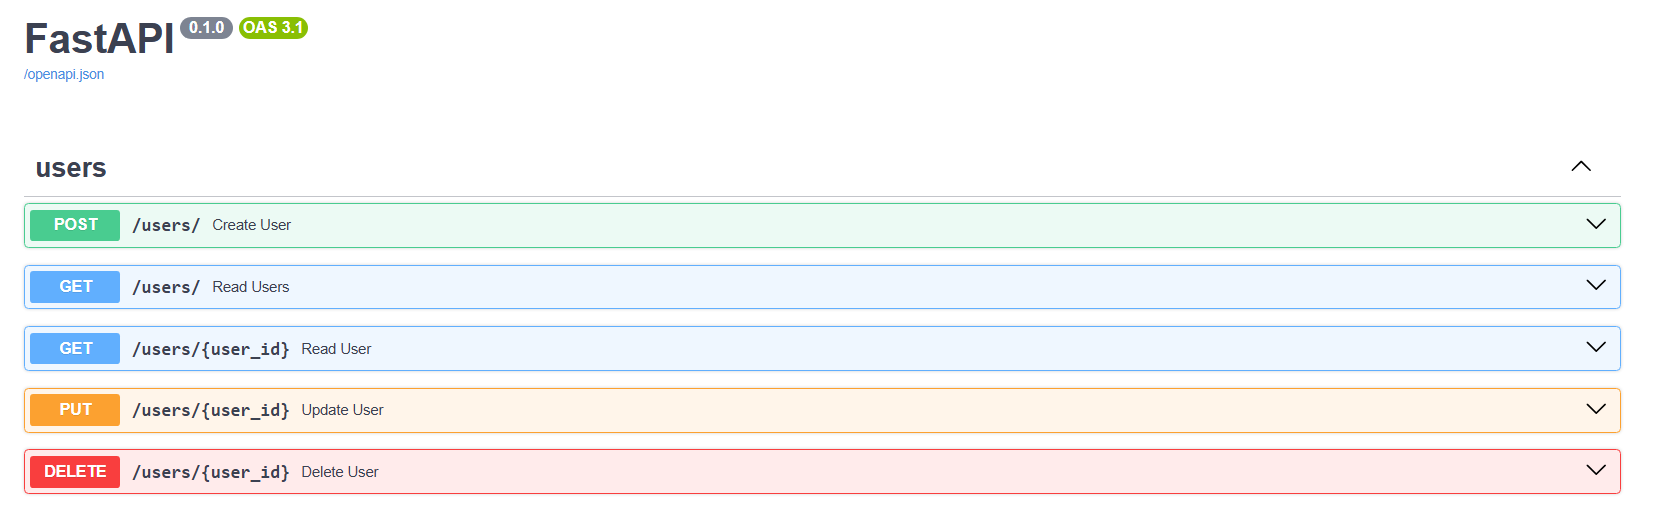 FastAPI 0.1.0 OAS 3.1
/openapi.json
users
POST /users/ Create User
GET /users/ Read Users
GET /users/{user_id} Read User
PUT /users/{user_id} Update User
DELETE /users/{user_id} Delete User